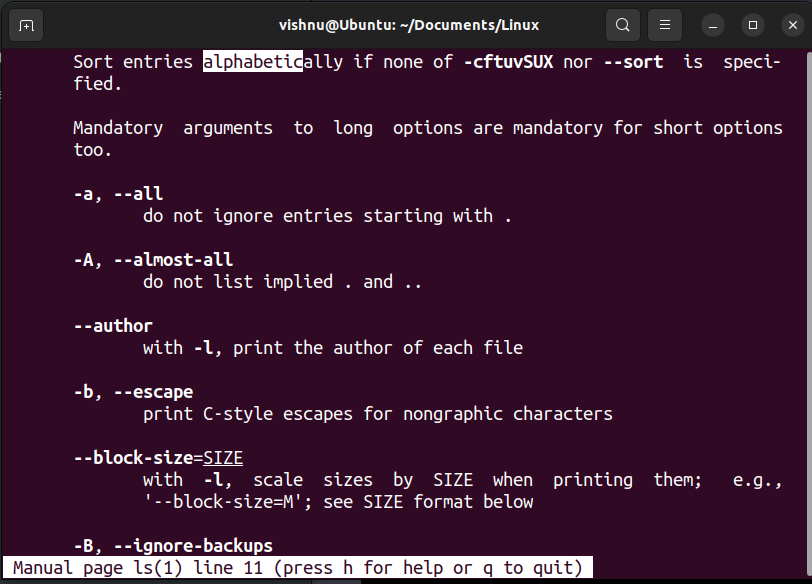 vishnu@Ubuntu: ~/Documents/Linux
Sort entries alphabetically if none of -cftuvSUX nor --sort is speci-
fied.
Mandatory arguments to long options are mandatory for short options
too.
-a, --all
do not ignore entries starting with .
-A, --almost-all
do not list implied . and ..
--author
with -l, print the author of each file
-b, --escape
print C-style escapes for nongraphic characters
--block-size=SIZE
with -l, scale sizes by SIZE when printing them; e.g.,
'--block-size=M'; see SIZE format below
-B, --ignore-backups
Manual page ls(1) line 11 (press h for help or q to quit)